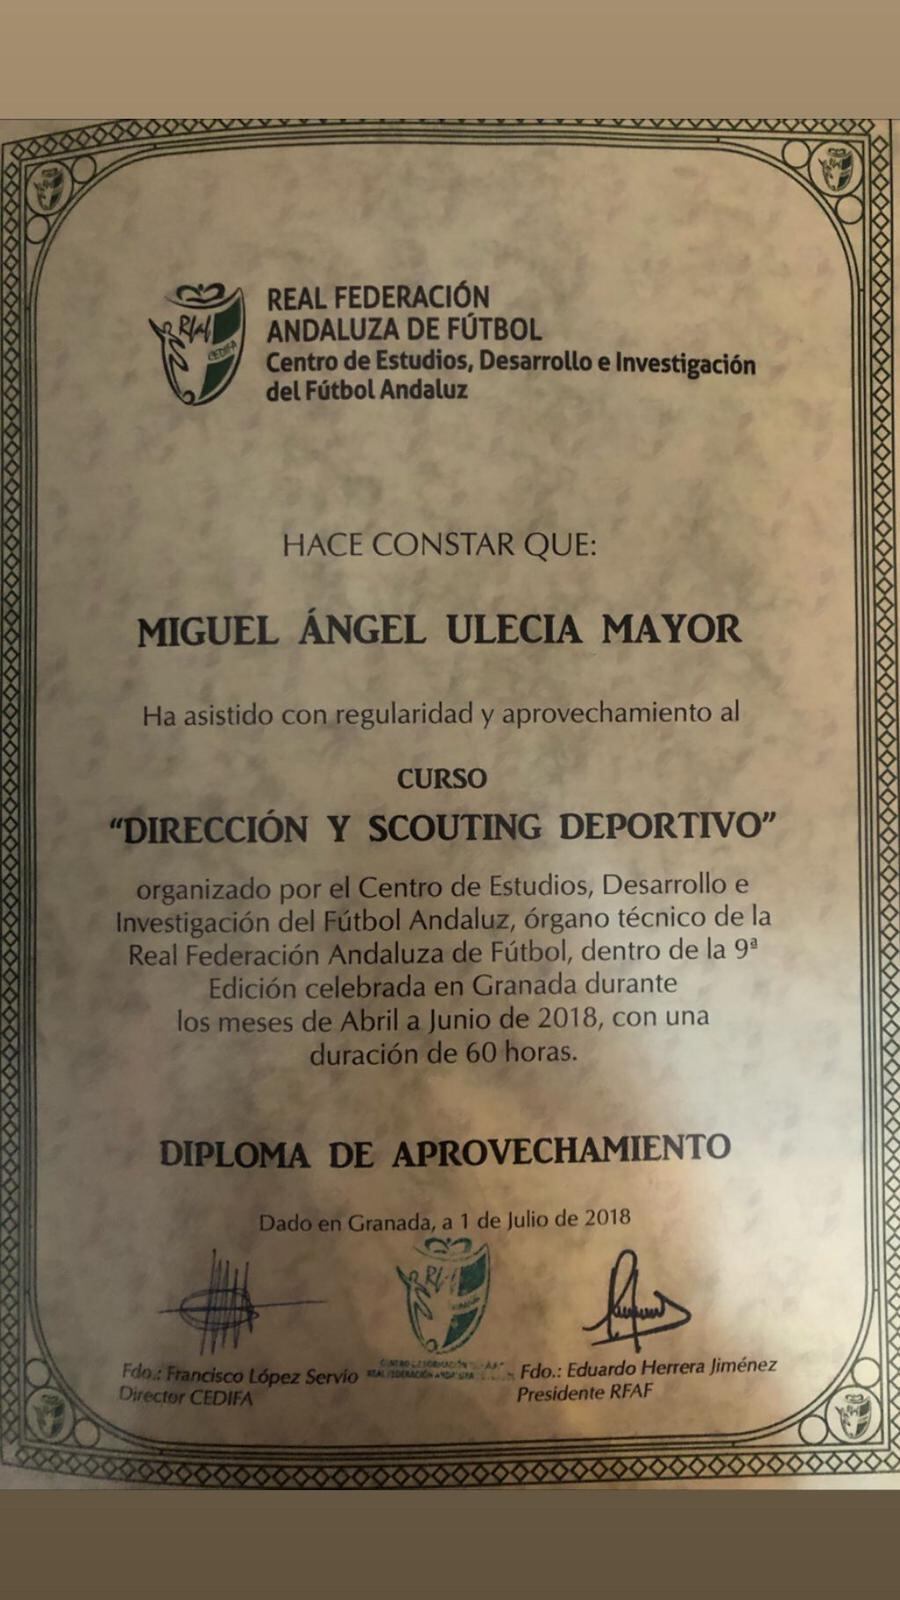 REAL FEDERACIÓN
ANDALUZA DE FÚTBOL
Centro de Estudios, Desarrollo e Investigación
del Fútbol Andaluz
CEDIFA
HACE CONSTAR QUE:
MIGUEL ÁNGEL ULECIA MAYOR
Ha asistido con regularidad y aprovechamiento al
CURSO
“DIRECCIÓN Y SCOUTING DEPORTIVO”
organizado por el Centro de Estudios, Desarrollo e
Investigación del Fútbol Andaluz, órgano técnico de la
Real Federación Andaluza de Fútbol, dentro de la 9ª
Edición celebrada en Granada durante
los meses de Abril a Junio de 2018, con una
duración de 60 horas.
DIPLOMA DE APROVECHAMIENTO
Dado en Granada, a 1 de Julio de 2018
Fdo.: Francisco López Servio
Director CEDIFA
Fdo.: Eduardo Herrera Jiménez
Presidente RFAF